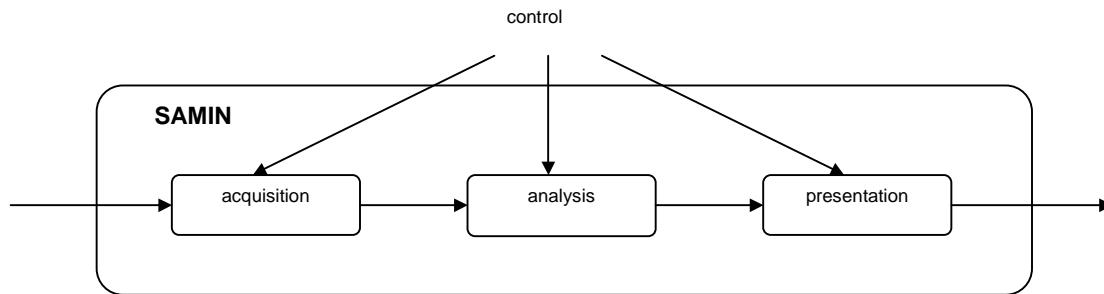 control
SAMIN
acquisition
analysis
presentation